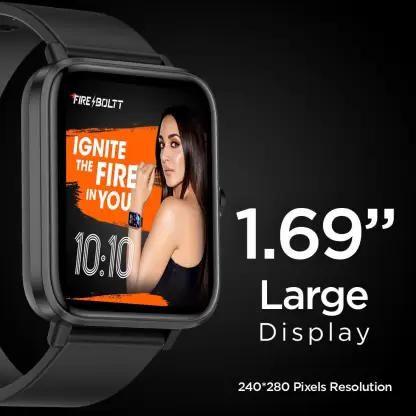 FIRE BOLTT
IGNITE
THE FIRE
IN YOU
10:10
1.69”
Large
Display
240*280 Pixels Resolution